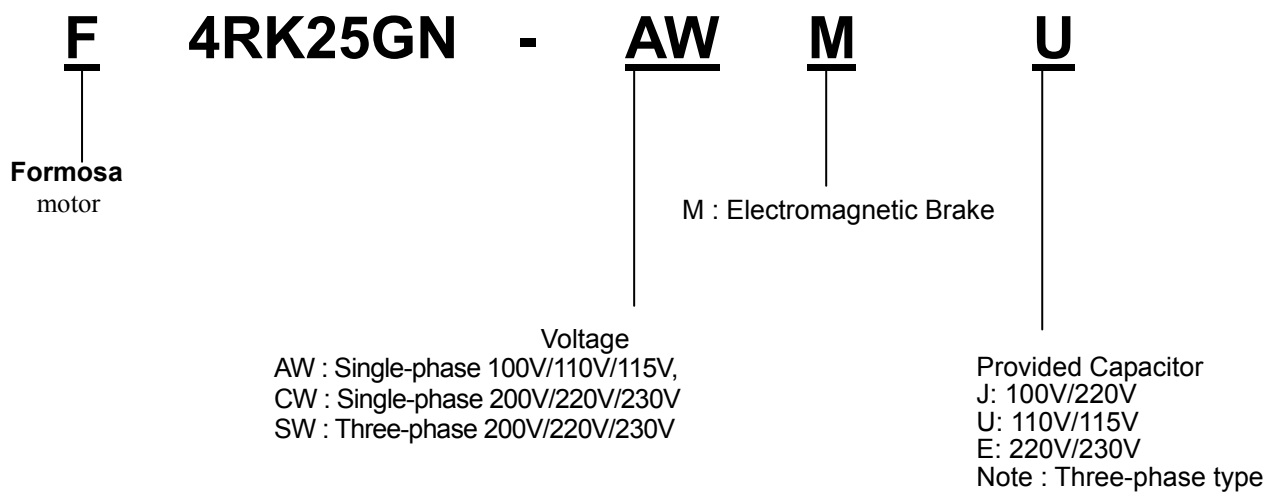 F 4RK25GN - AW M U
Formosa
motor
M : Electromagnetic Brake
Voltage
AW : Single-phase 100V/110V/115V,
CW : Single-phase 200V/220V/230V
SW : Three-phase 200V/220V/230V
Provided Capacitor
J: 100V/220V
U: 110V/115V
E: 220V/230V
Note : Three-phase type